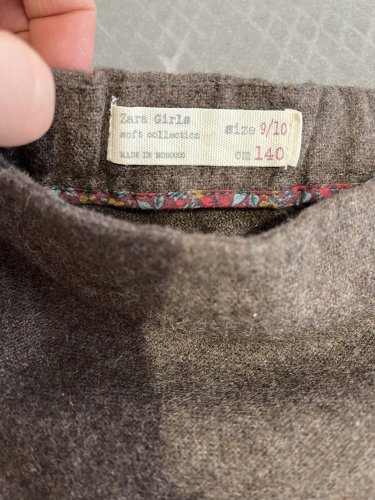 Zara Girls
soft collection
size 9/10
MADE IN MOROCCO
cm 140